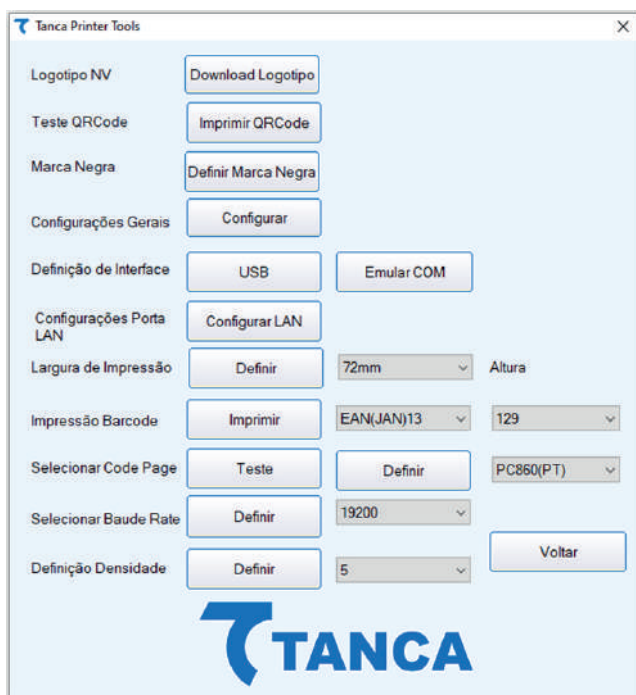 Tanca Printer Tools
Logotipo NV Download Logotipo
Teste QRCode Imprimir QRCode
Marca Negra Definir Marca Negra
Configurações Gerais Configurar
Definição de Interface USB Emular COM
Configurações Porta
LAN Configurar LAN
Largura de Impressão Definir 72mm Altura
Impressão Barcode Imprimir EAN(JAN)13 129
Selecionar Code Page Teste Definir PC860(PT)
Selecionar Baude Rate Definir 19200
Voltar
Definição Densidade Definir 5
TANCA